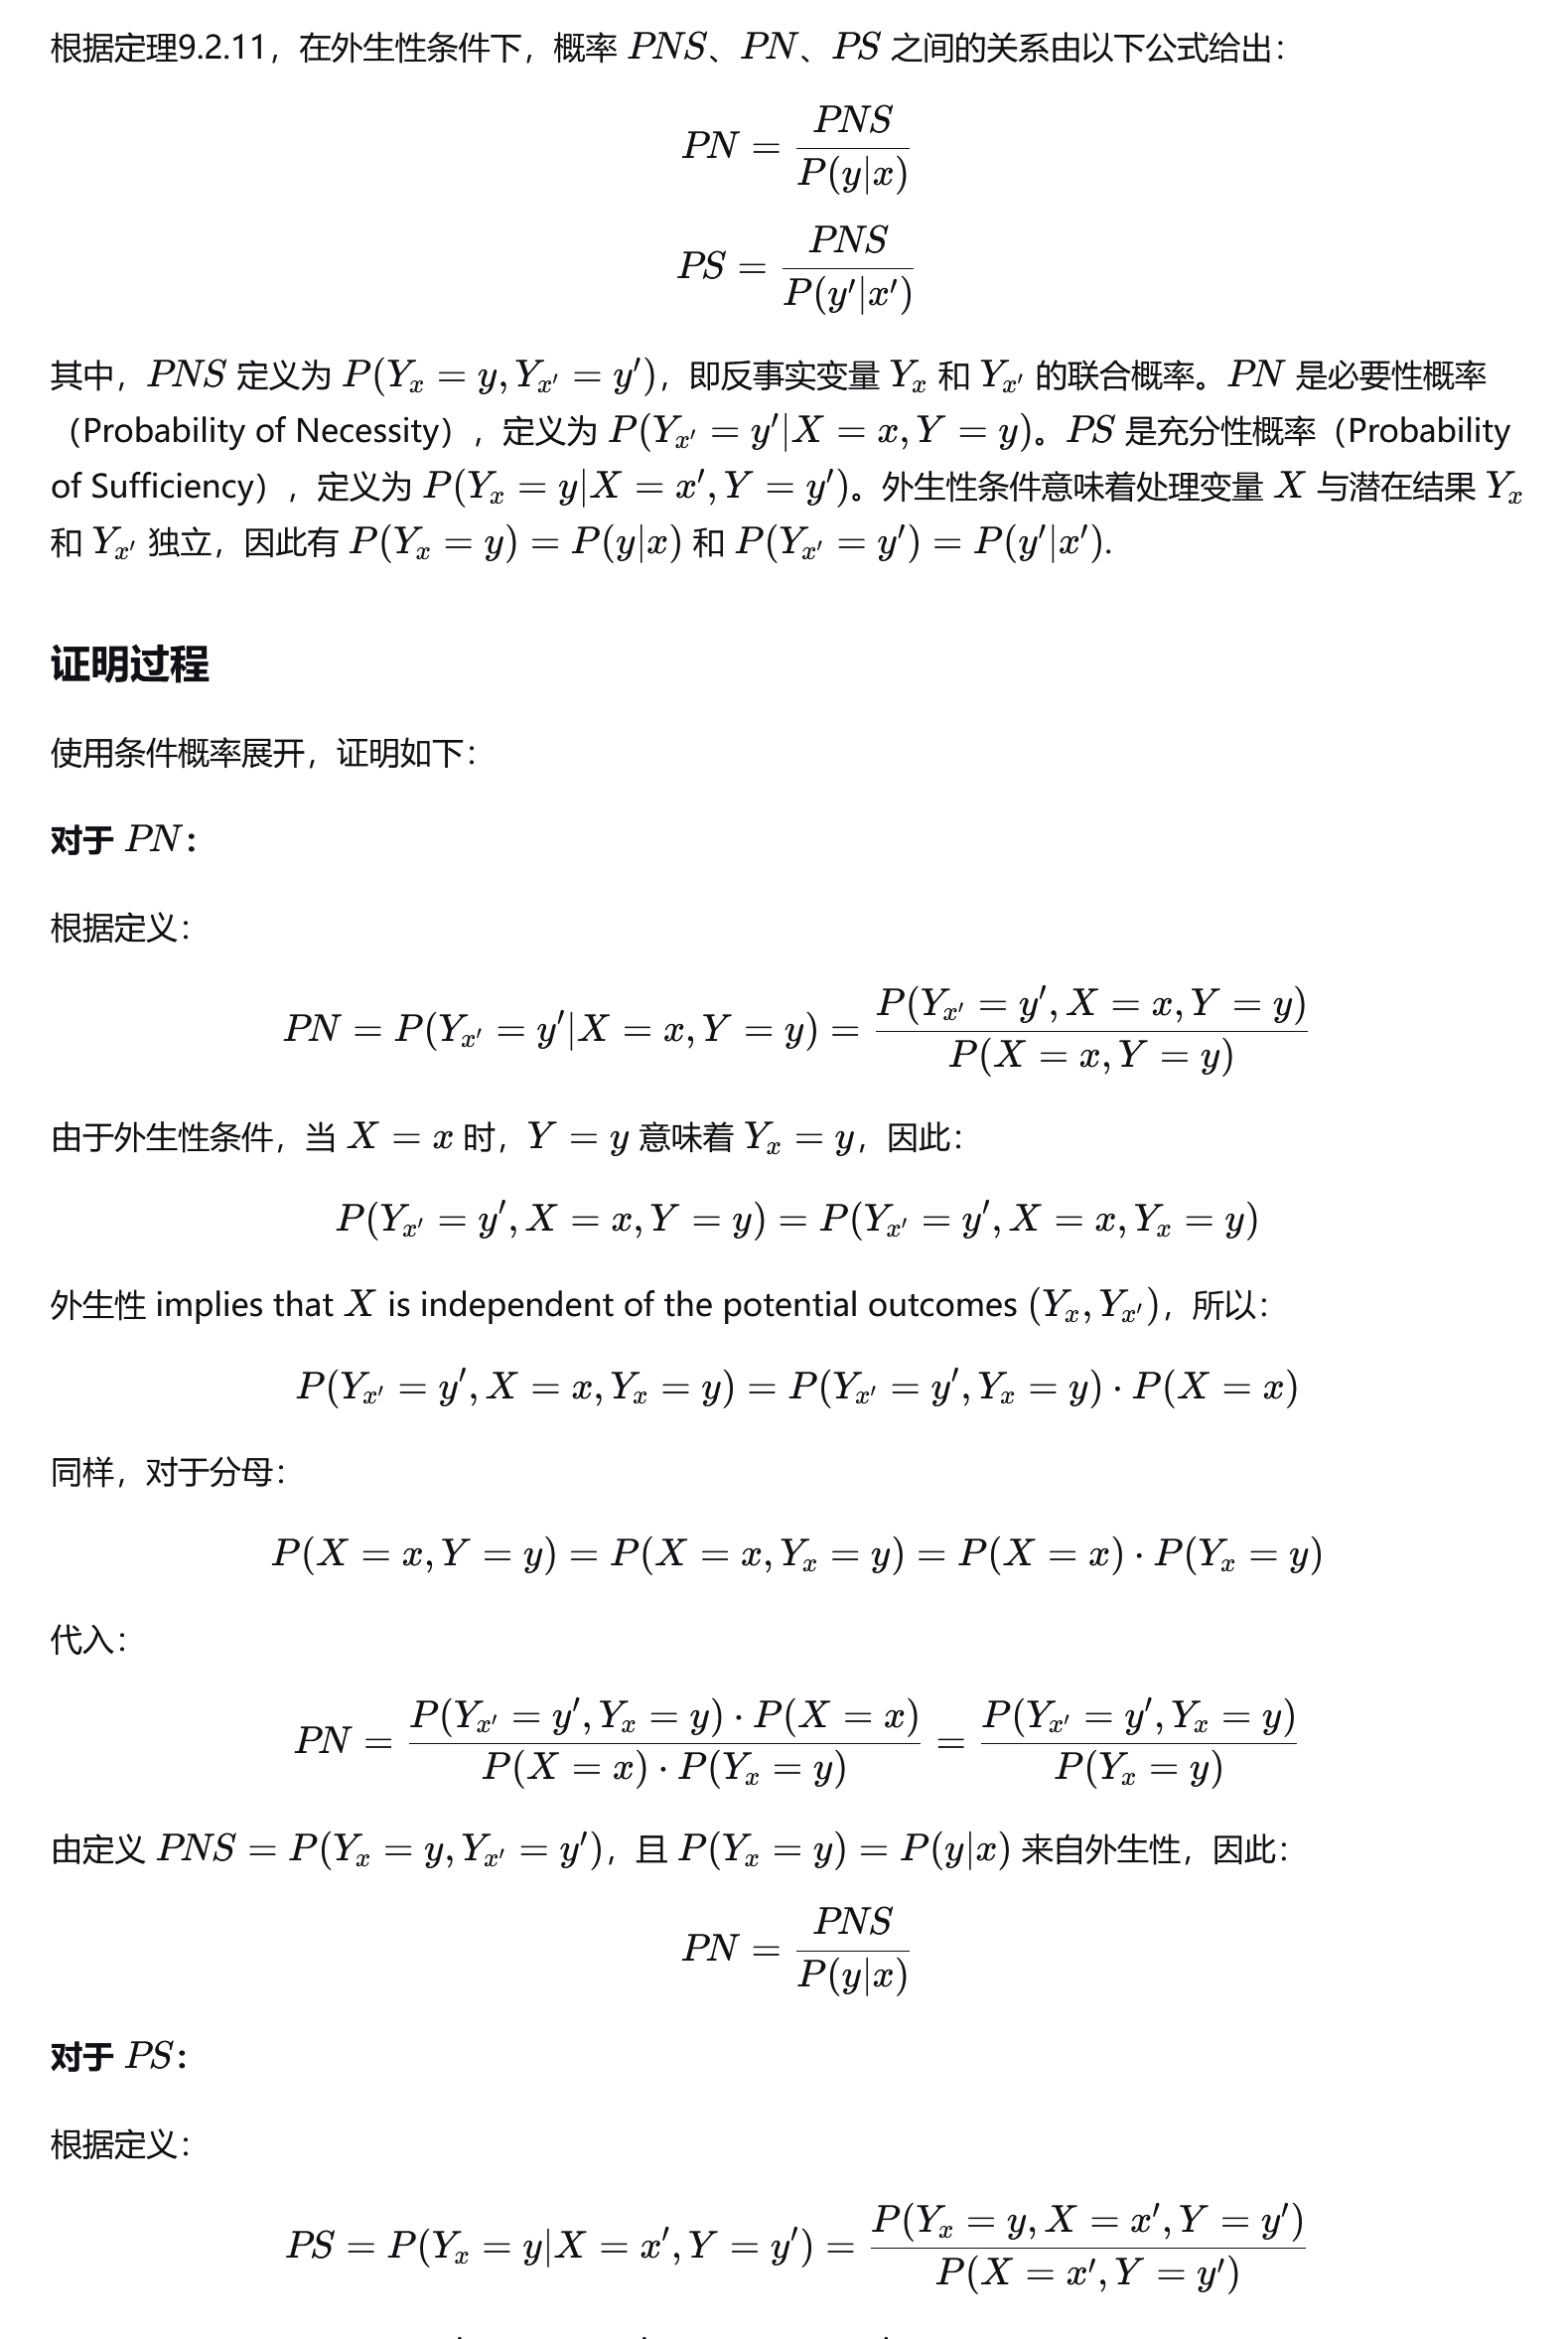 根据定理9.2.11，在外生性条件下，概率 PNS、PN、PS 之间的关系由以下公式给出：
PN = \frac{PNS}{P(y|x)}
PS = \frac{PNS}{P(y'|x')}
其中，PNS 定义为 P(Y_x = y, Y_{x'} = y')，即反事实变量 Y_x 和 Y_{x'} 的联合概率。PN 是必要性概率
（Probability of Necessity），定义为 P(Y_{x'} = y'|X = x, Y = y)。PS 是充分性概率（Probability
of Sufficiency），定义为 P(Y_x = y|X = x', Y = y')。外生性条件意味着处理变量 X 与潜在结果 Y_x
和 Y_{x'} 独立，因此有 P(Y_x = y) = P(y|x) 和 P(Y_{x'} = y') = P(y'|x').
证明过程
使用条件概率展开，证明如下：
对于 PN：
根据定义：
PN = P(Y_{x'} = y'|X = x, Y = y) = \frac{P(Y_{x'} = y', X = x, Y = y)}{P(X = x, Y = y)}
由于外生性条件，当 X = x 时，Y = y 意味着 Y_x = y，因此：
P(Y_{x'} = y', X = x, Y = y) = P(Y_{x'} = y', X = x, Y_x = y)
外生性 implies that X is independent of the potential outcomes (Y_x, Y_{x'})，所以：
P(Y_{x'} = y', X = x, Y_x = y) = P(Y_{x'} = y', Y_x = y) · P(X = x)
同样，对于分母：
P(X = x, Y = y) = P(X = x, Y_x = y) = P(X = x) · P(Y_x = y)
代入：
PN = \frac{P(Y_{x'} = y', Y_x = y) · P(X = x)}{P(X = x) · P(Y_x = y)} = \frac{P(Y_{x'} = y', Y_x = y)}{P(Y_x = y)}
由定义 PNS = P(Y_x = y, Y_{x'} = y')，且 P(Y_x = y) = P(y|x) 来自外生性，因此：
PN = \frac{PNS}{P(y|x)}
对于 PS：
根据定义：
PS = P(Y_x = y|X = x', Y = y') = \frac{P(Y_x = y, X = x', Y = y')}{P(X = x', Y = y')}